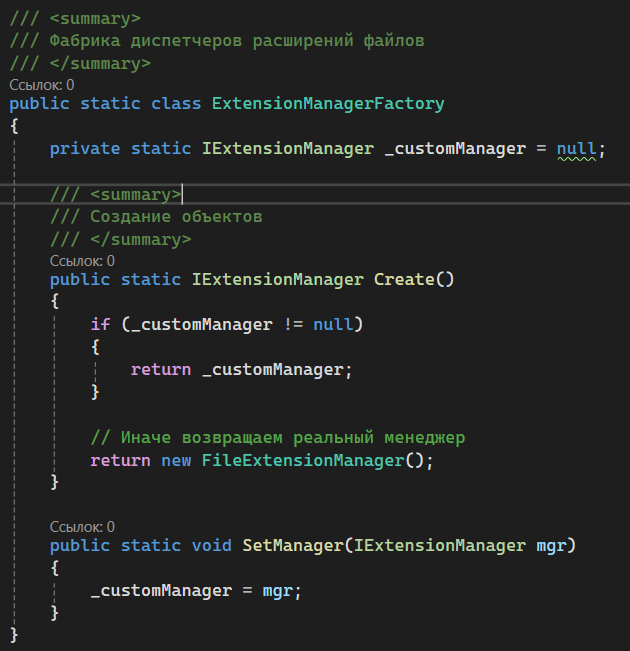 /// <summary>
/// Фабрика диспетчеров расширений файлов
/// </summary>
Ссылок: 0
public static class ExtensionManagerFactory
{
private static IExtensionManager _customManager = null;
/// <summary>
/// Создание объектов
/// </summary>
Ссылок: 0
public static IExtensionManager Create()
{
if (_customManager != null)
{
return _customManager;
}
// Иначе возвращаем реальный менеджер
return new FileExtensionManager();
}
Ссылок: 0
public static void SetManager(IExtensionManager mgr)
{
_customManager = mgr;
}
}